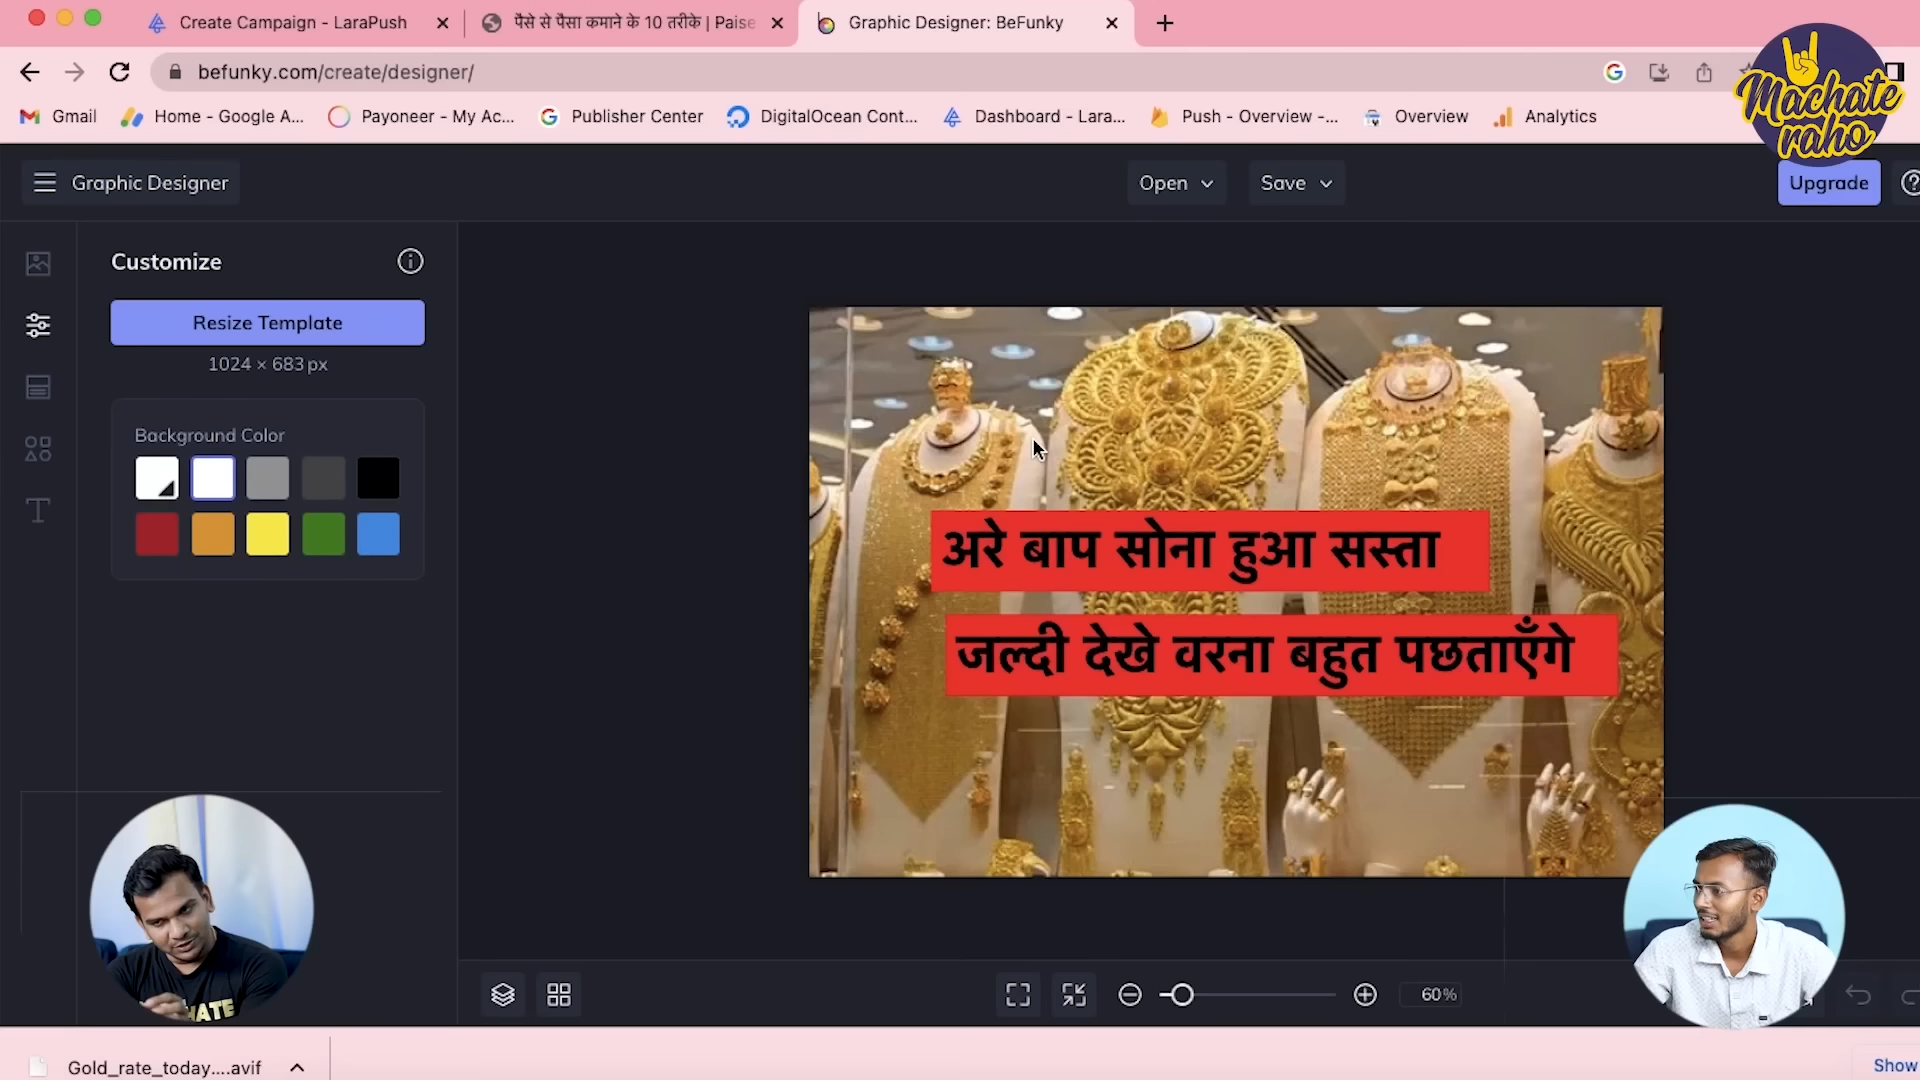 Create Campaign - LaraPush
पैसे से पैसा कमाने के 10 तरीके | Paise
Graphic Designer: BeFunky
befunky.com/create/designer/
Machate
raho
Gmail
Home - Google A...
Payoneer - My Ac...
Publisher Center
DigitalOcean Cont...
Dashboard - Lara...
Push - Overview -...
Overview
Analytics
Graphic Designer
Open
Save
Upgrade
Customize
Resize Template
1024 × 683 px
Background Color
अरे बाप सोना हुआ सस्ता
जल्दी देखे वरना बहुत पछताएँगे
HATE
60%
Gold_rate_today....avif
Show